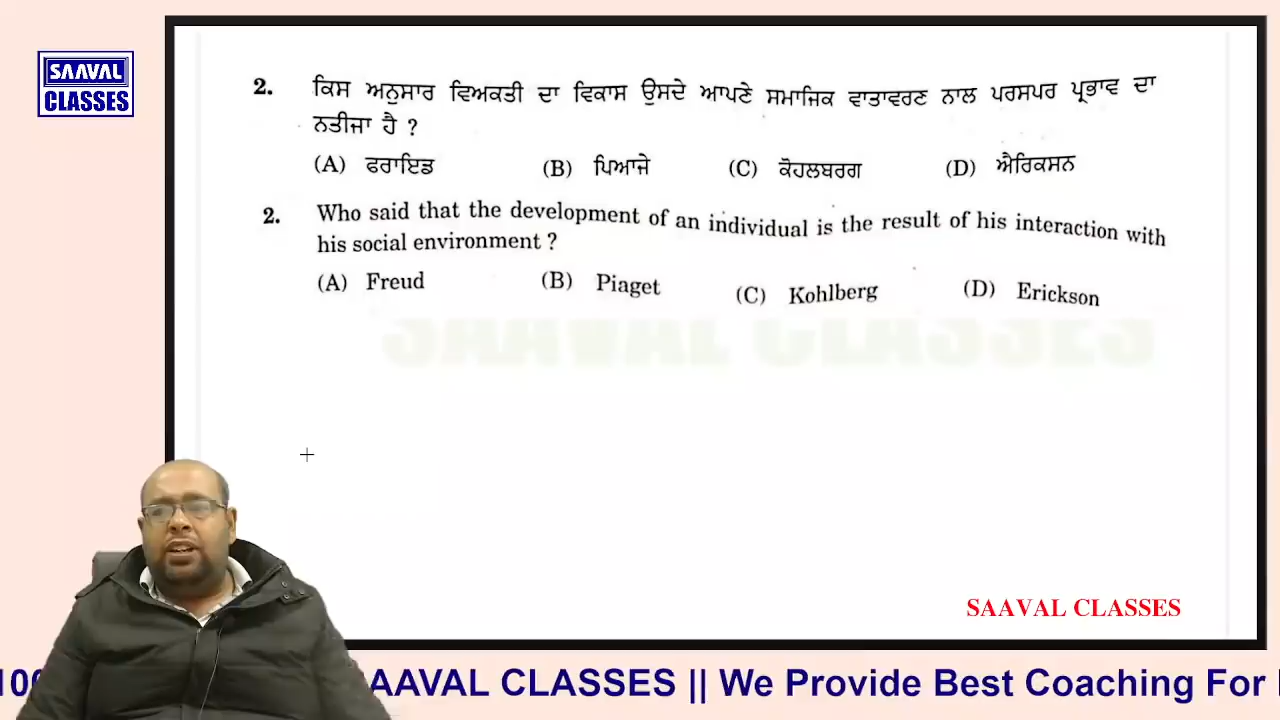 SAAVAL
CLASSES
2. ਕਿਸ ਅਨੁਸਾਰ ਵਿਅਕਤੀ ਦਾ ਵਿਕਾਸ ਉਸਦੇ ਆਪਣੇ ਸਮਾਜਿਕ ਵਾਤਾਵਰਣ ਨਾਲ ਪਰਸਪਰ ਪ੍ਰਭਾਵ ਦਾ
ਨਤੀਜਾ ਹੈ ?
(A) ਫਰਾਇਡ (B) ਪਿਆਜੇ (C) ਕੋਹਲਬਰਗ (D) ਐਰਿਕਸਨ
2. Who said that the development of an individual is the result of his interaction with
his social environment ?
(A) Freud (B) Piaget (C) Kohlberg (D) Erickson
SAAVAL CLASSES
SAAVAL CLASSES
AAVAL CLASSES || We Provide Best Coaching For